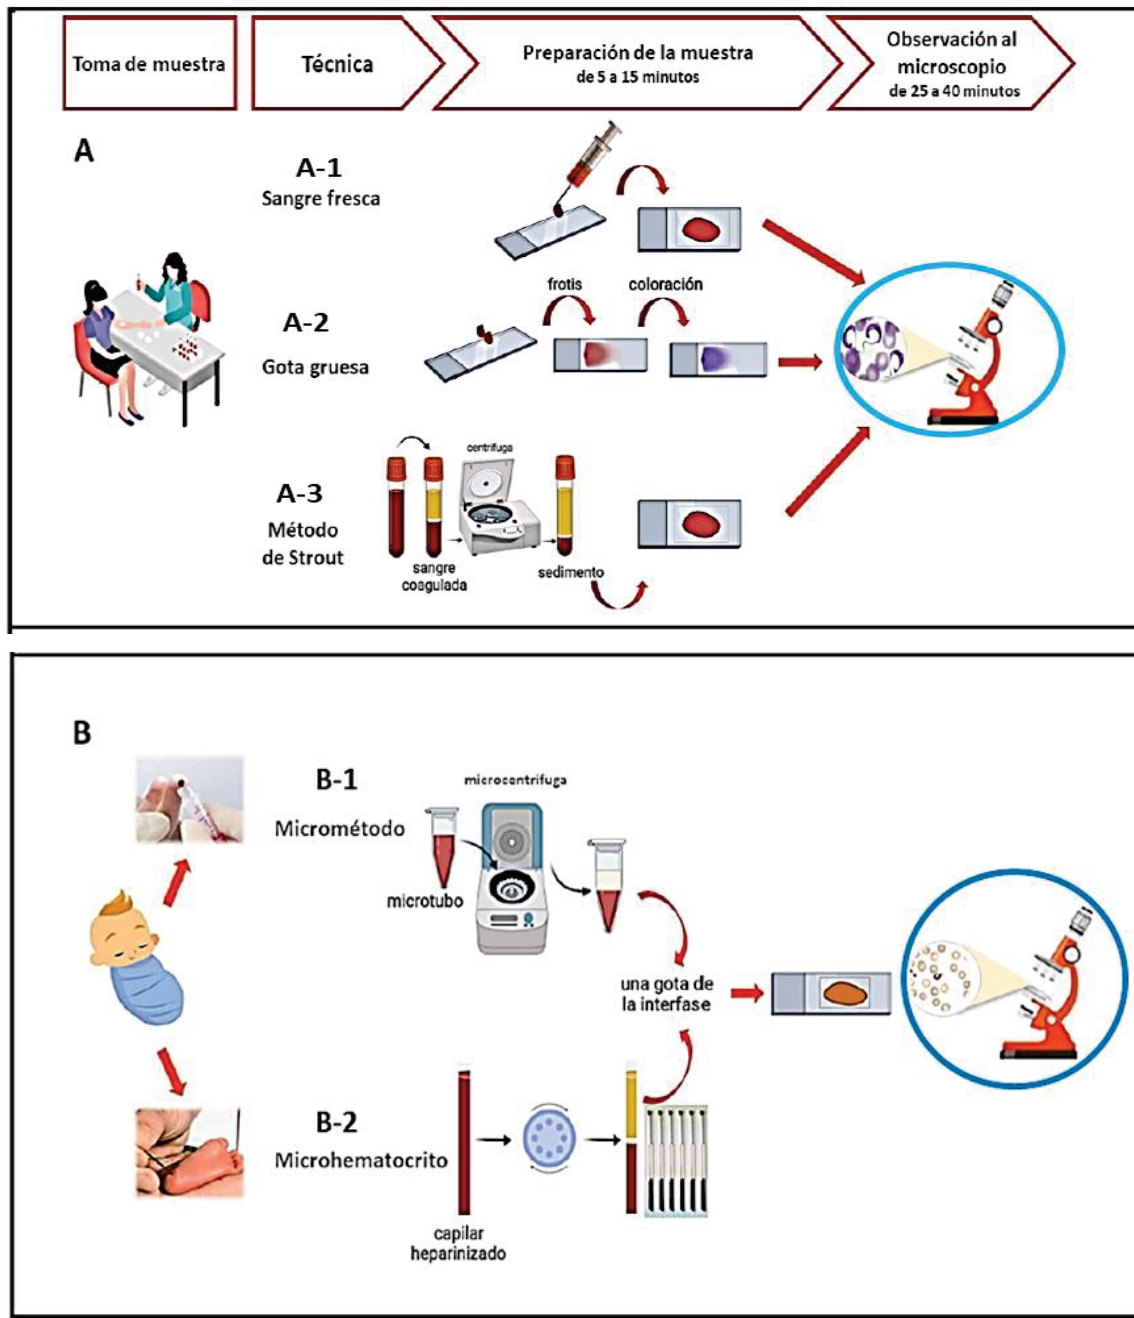 Toma de muestra
Técnica
Preparación de la muestra
de 5 a 15 minutos
Observación al
microscopio
de 25 a 40 minutos
A
A-1
Sangre fresca
A-2
Gota gruesa
frotis
coloración
A-3
Método
de Strout
centrifuga
sangre
coagulada
sedimento
B
B-1
Micrométodo
microcentrifuga
microtubo
una gota de
la interfase
B-2
Microhematocrito
capilar
heparinizado